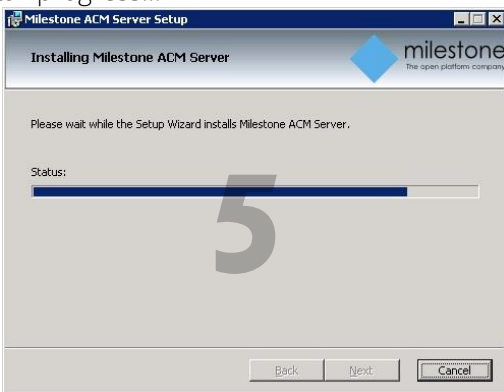 Milestone ACM Server Setup
Installing Milestone ACM Server
milestone
The open platform company
Please wait while the Setup Wizard installs Milestone ACM Server.
Status:
5
Back
Next
Cancel